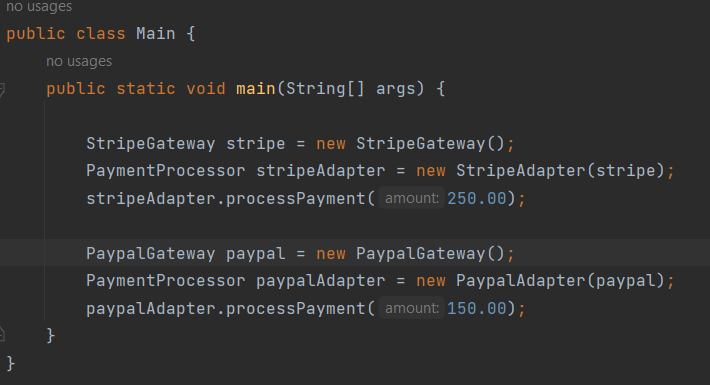 no usages
public class Main {
no usages
public static void main(String[] args) {
StripeGateway stripe = new StripeGateway();
PaymentProcessor stripeAdapter = new StripeAdapter(stripe);
stripeAdapter.processPayment( amount: 250.00);
PaypalGateway paypal = new PaypalGateway();
PaymentProcessor paypalAdapter = new PaypalAdapter(paypal);
paypalAdapter.processPayment( amount: 150.00);
}
}